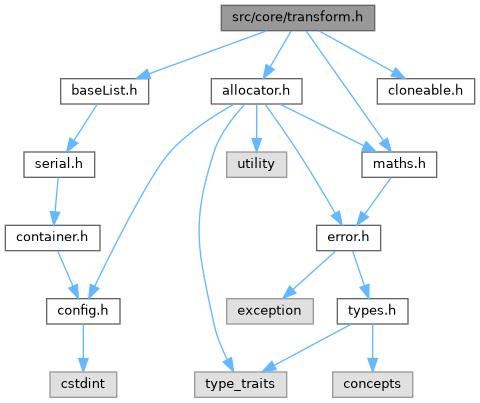 src/core/transform.h
baseList.h
allocator.h
cloneable.h
serial.h
utility
maths.h
container.h
error.h
config.h
exception
types.h
cstdint
type_traits
concepts